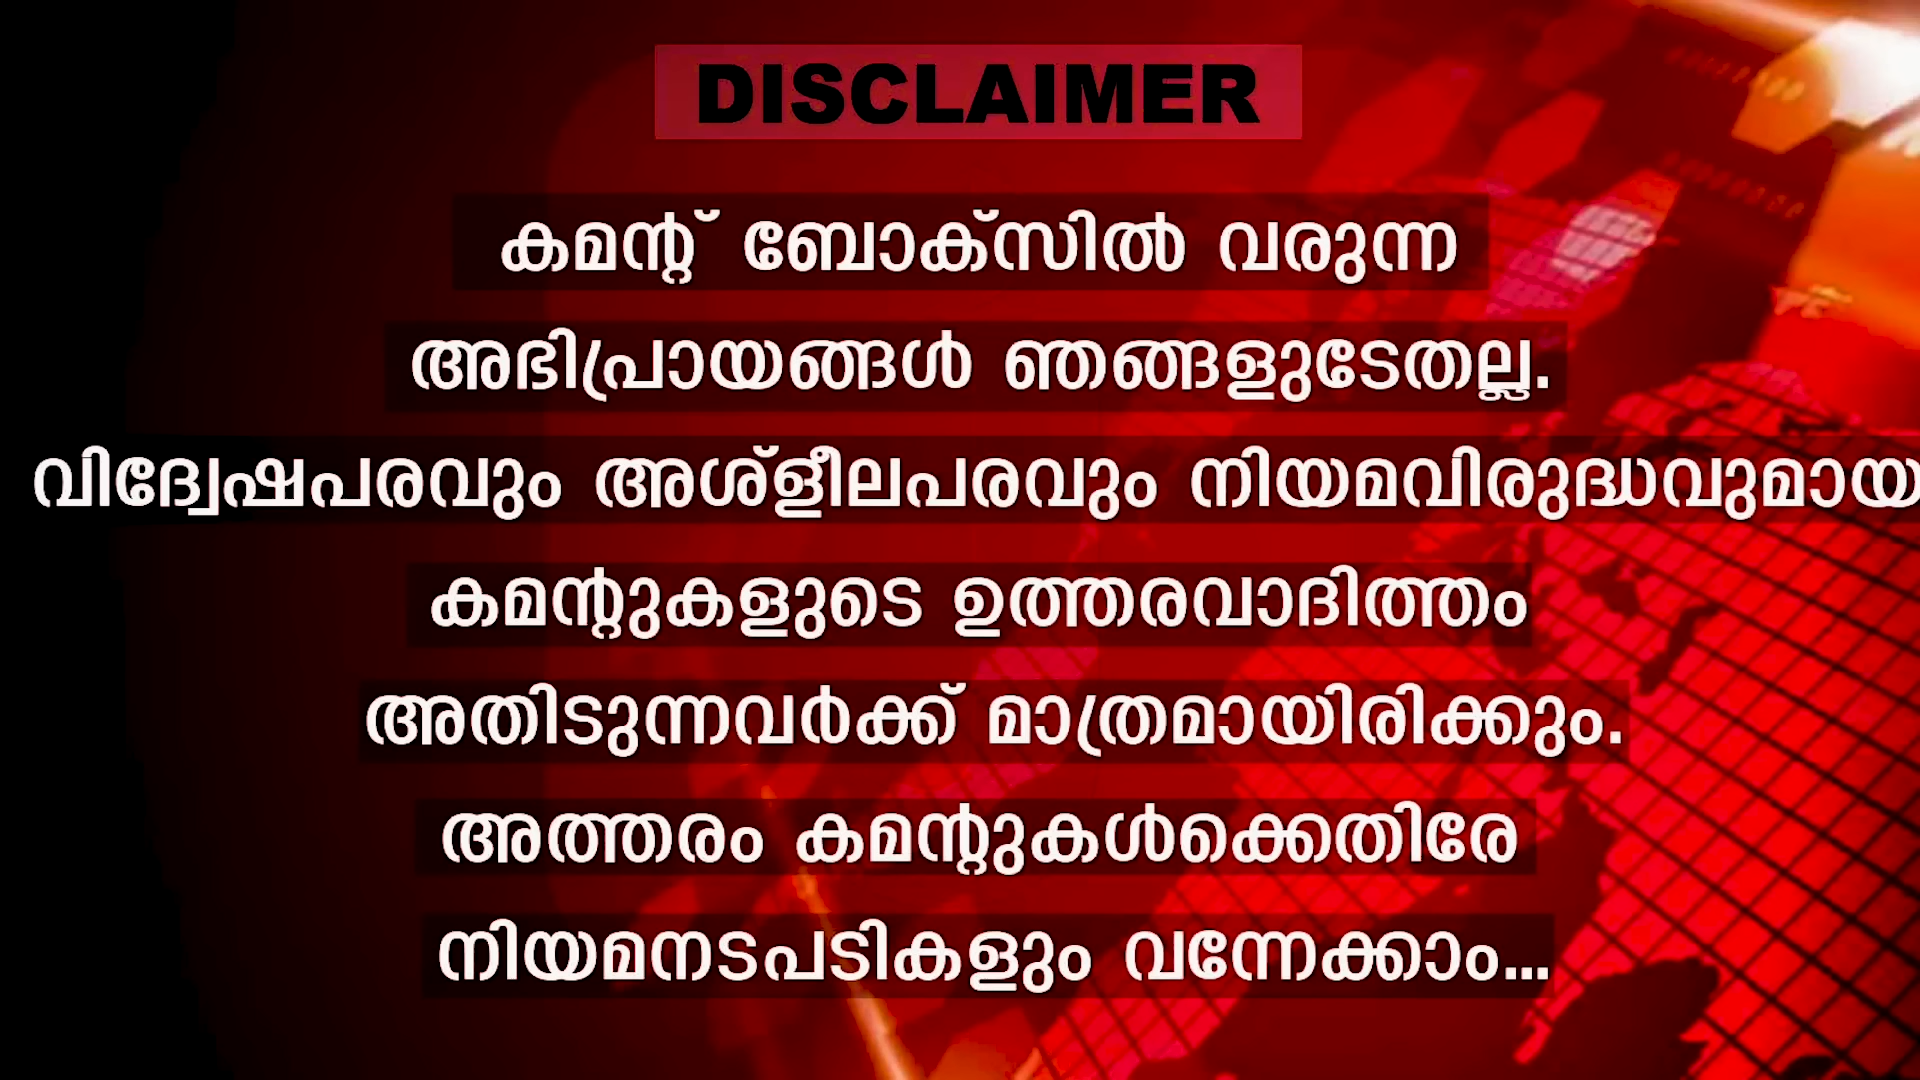 DISCLAIMER
കമന്റ് ബോക്സിൽ വരുന്ന
അഭിപ്രായങ്ങൾ ഞങ്ങളുടേതല്ല.
വിദ്വേഷപരവും അശ്ളീലപരവും നിയമവിരുദ്ധവുമായ
കമന്റുകളുടെ ഉത്തരവാദിത്തം
അതിടുന്നവർക്ക് മാത്രമായിരിക്കും.
അത്തരം കമന്റുകൾക്കെതിരേ
നിയമനടപടികളും വന്നേക്കാം...